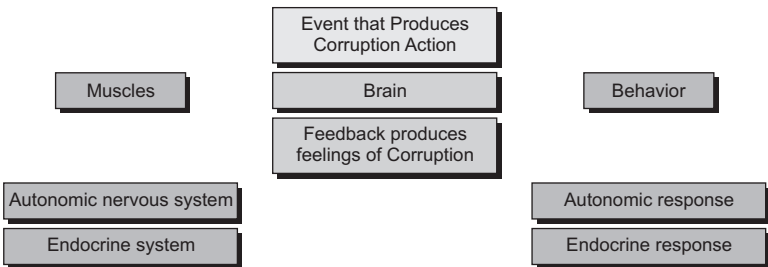 Event that Produces
Corruption Action
Muscles
Brain
Behavior
Feedback produces
feelings of Corruption
Autonomic nervous system
Autonomic response
Endocrine system
Endocrine response